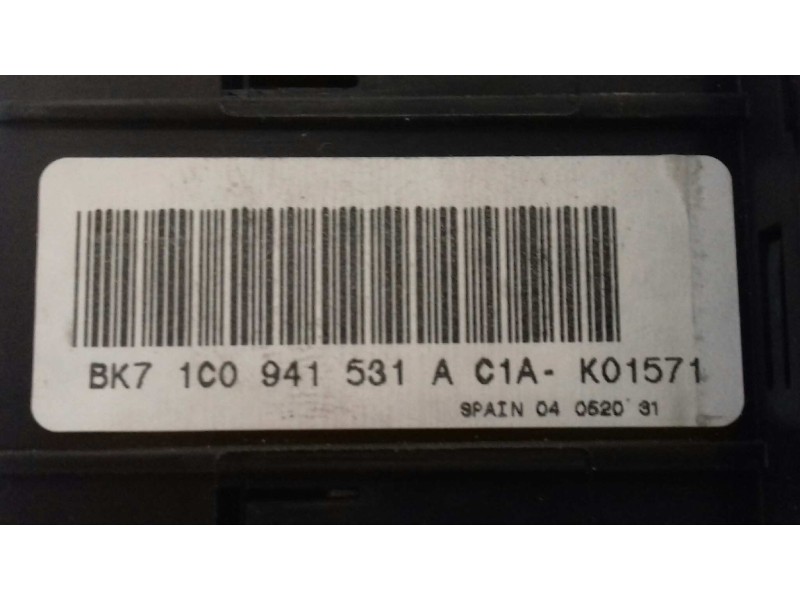 BK7 1C0 941 531 A C1A- K01571
SPAIN 04 0520 31